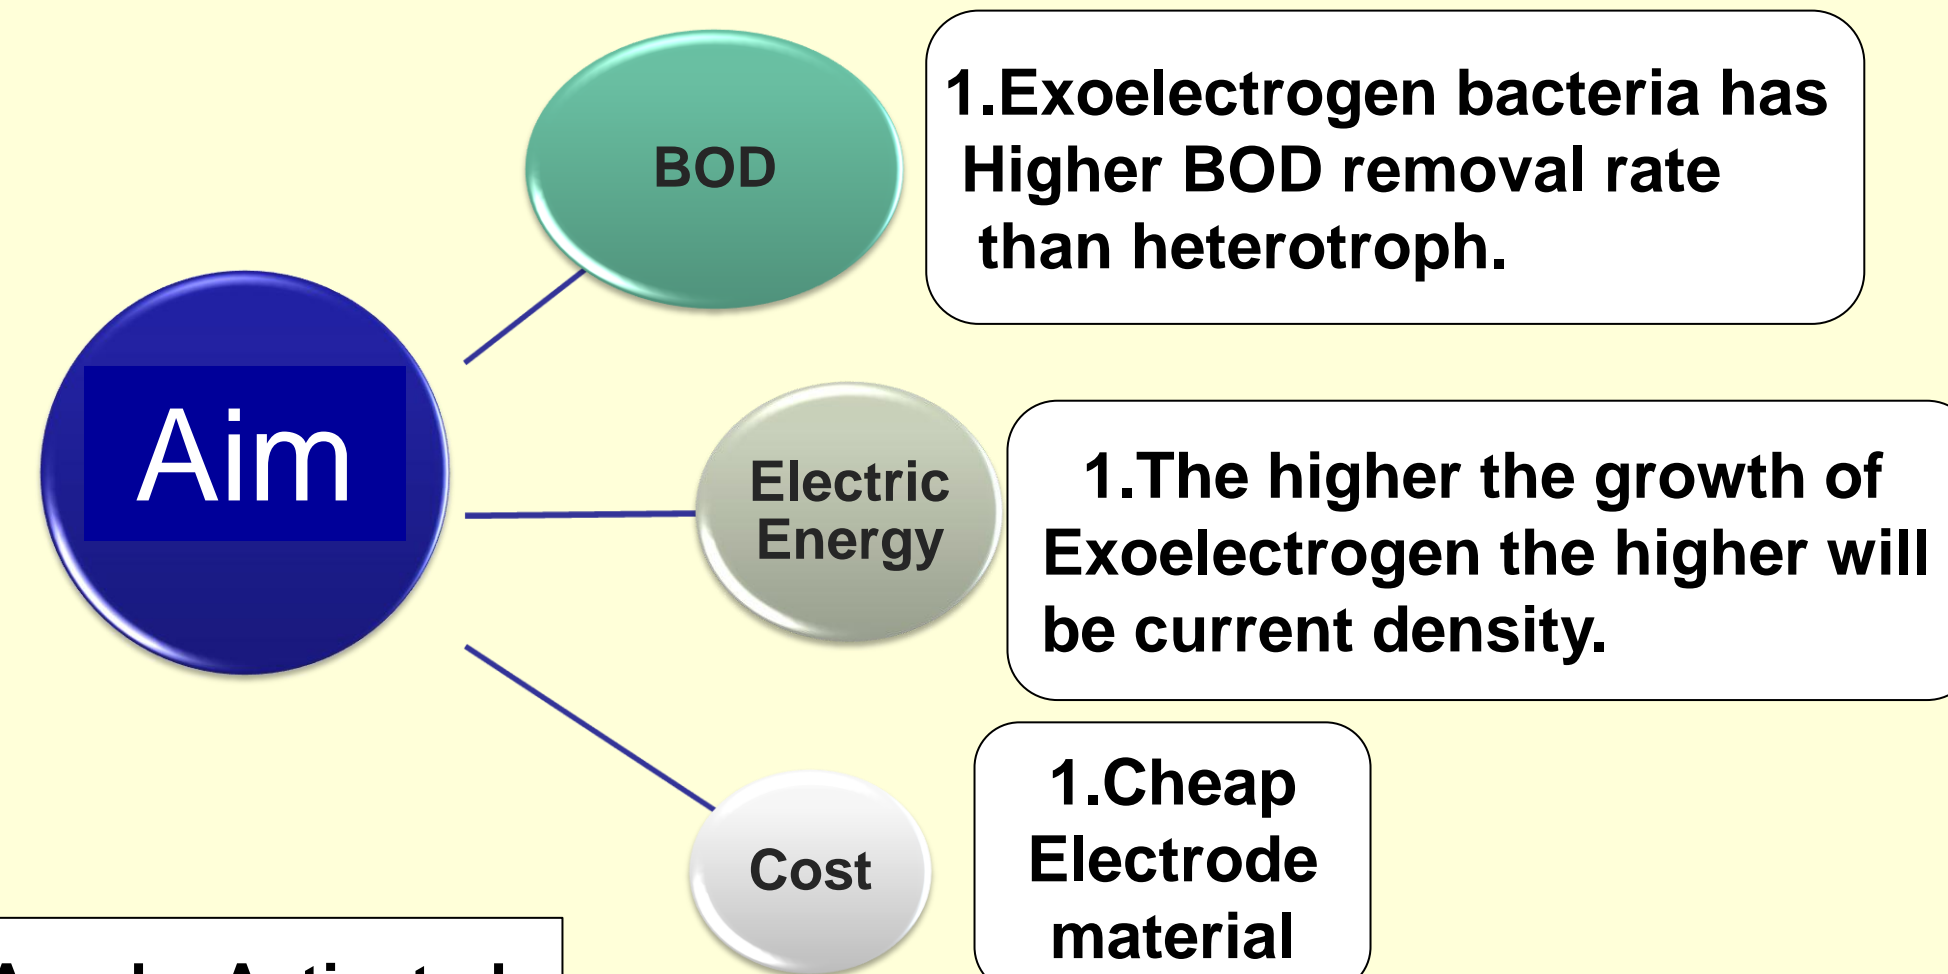 BOD
1.Exoelectrogen bacteria has
Higher BOD removal rate
than heterotroph.
Aim
Electric
Energy
1.The higher the growth of
Exoelectrogen the higher will
be current density.
Cost
1.Cheap
Electrode
material